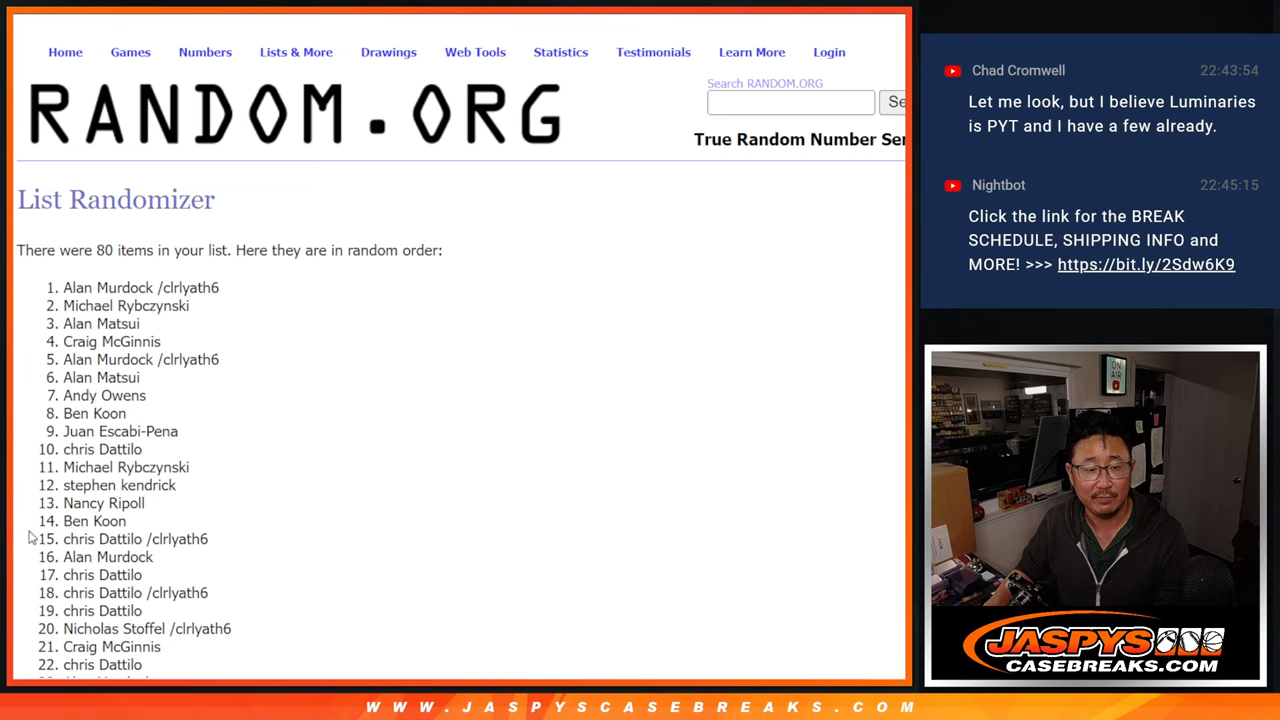 Home Games Numbers Lists & More Drawings Web Tools Statistics Testimonials Learn More Login
RANDOM.ORG
Search RANDOM.ORG
Se
True Random Number Ser
List Randomizer
There were 80 items in your list. Here they are in random order:
1. Alan Murdock /clrlyath6
2. Michael Rybczynski
3. Alan Matsui
4. Craig McGinnis
5. Alan Murdock /clrlyath6
6. Alan Matsui
7. Andy Owens
8. Ben Koon
9. Juan Escabi-Pena
10. chris Dattilo
11. Michael Rybczynski
12. stephen kendrick
13. Nancy Ripoll
14. Ben Koon
15. chris Dattilo /clrlyath6
16. Alan Murdock
17. chris Dattilo
18. chris Dattilo /clrlyath6
19. chris Dattilo
20. Nicholas Stoffel /clrlyath6
21. Craig McGinnis
22. chris Dattilo
Chad Cromwell 22:43:54
Let me look, but I believe Luminaries
is PYT and I have a few already.
Nightbot 22:45:15
Click the link for the BREAK
SCHEDULE, SHIPPING INFO and
MORE! >>> https://bit.ly/2Sdw6K9
ON
AIR
JASPYS
CASEBREAKS.COM
WWW.JASPYSCASEBREAKS.COM